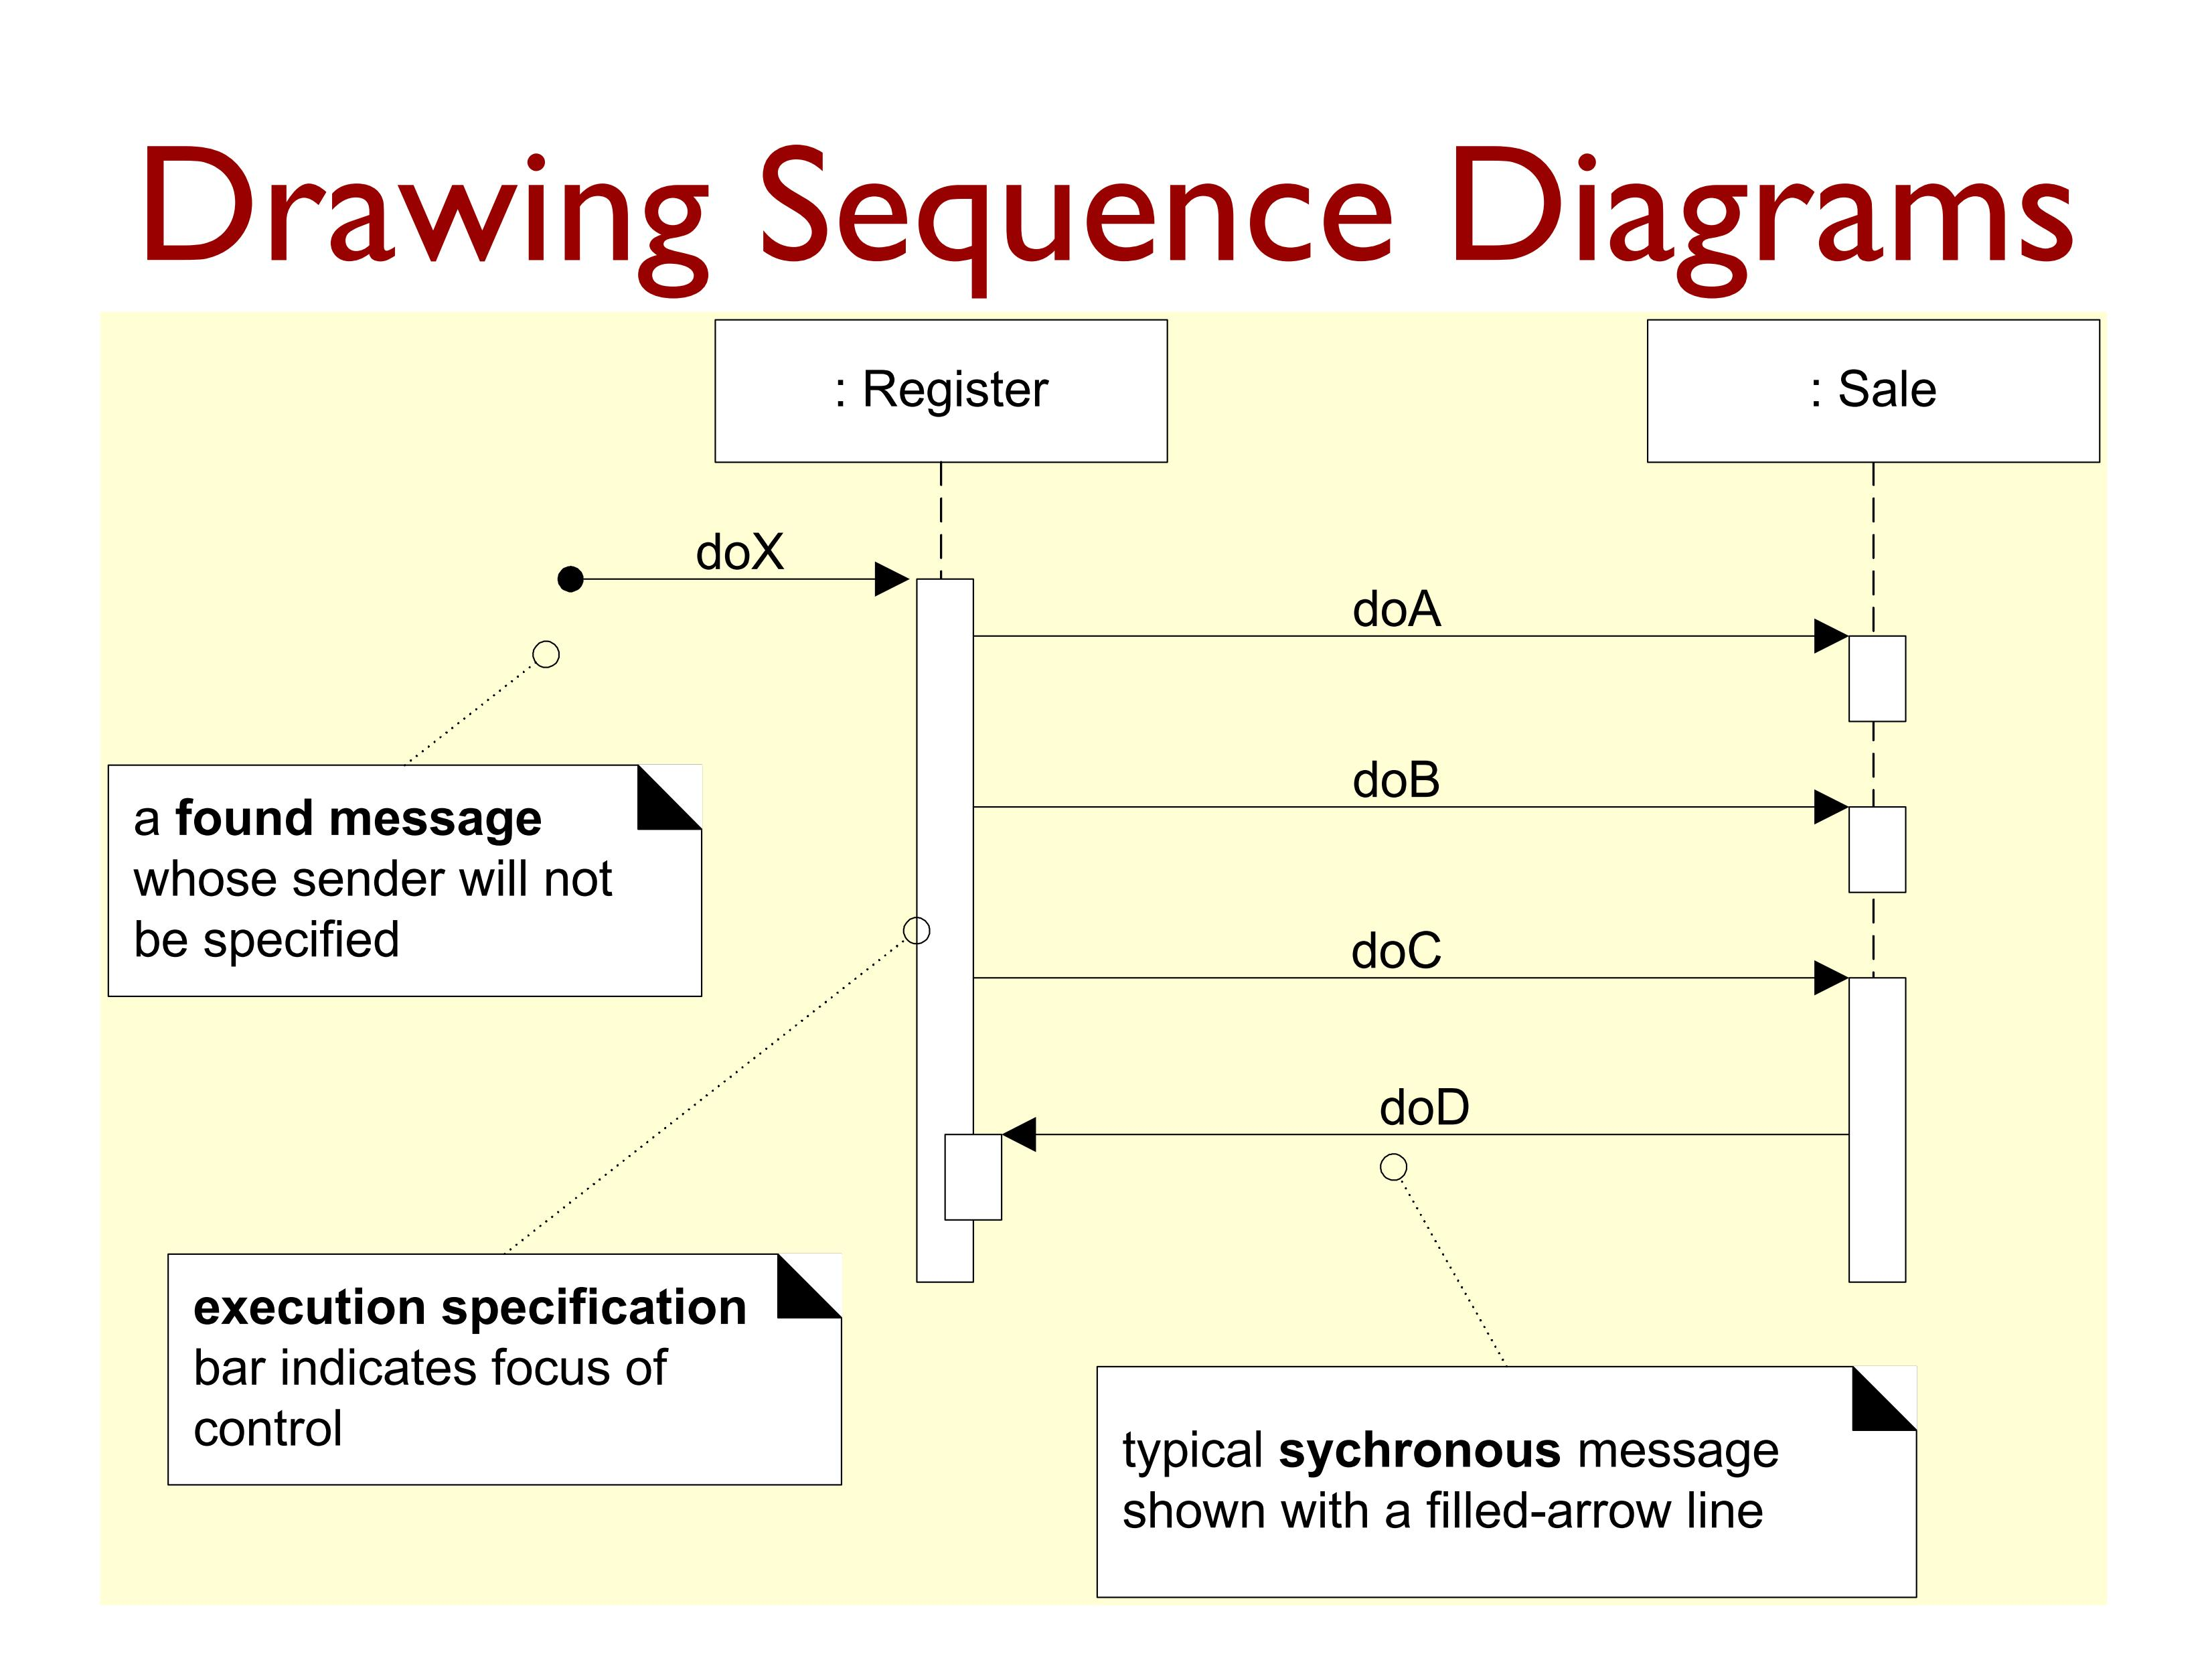 Drawing Sequence Diagrams
: Register
: Sale
doX
doA
doB
a found message
whose sender will not
be specified
doC
doD
execution specification
bar indicates focus of
control
typical sychronous message
shown with a filled-arrow line